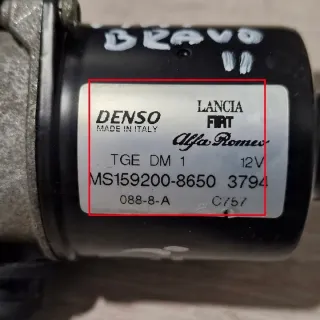 BRAVO
II
DENSO LANCIA
MADE IN ITALY FIAT
Alfa Romeo
TGE DM 1 12V
MS159200-8650 3794
088-8-A C757